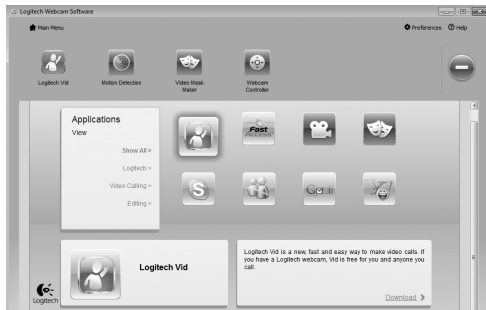 Logitech Webcam Software
Main Menu
Preferences
Help
Logitech Vid
Motion Detection
Video Mask
Maker
Webcam
Controller
Applications
View
Show All >
Logitech >
Video Calling >
Editing >
Fast
Access
S
Logitech Vid
Logitech Vid is a new, fast and easy way to make video calls. If
you have a Logitech webcam, Vid is free for you and anyone you
call.
Download
Logitech